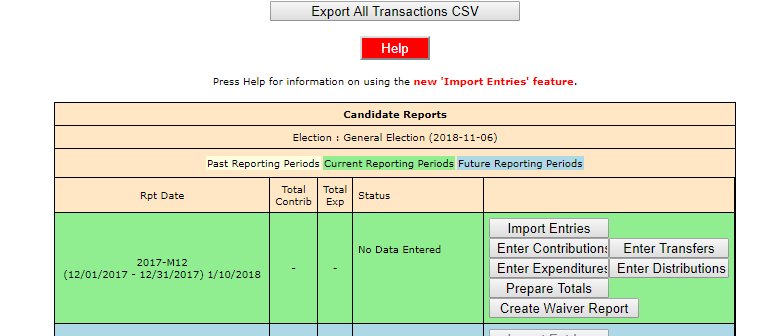 Export All Transactions CSV
Help
Press Help for information on using the new 'Import Entries' feature.
Candidate Reports
Election : General Election (2018-11-06)
Past Reporting Periods Current Reporting Periods Future Reporting Periods
Rpt Date
Total
Contrib
Total
Exp
Status
2017-M12
(12/01/2017 - 12/31/2017) 1/10/2018
-
-
No Data Entered
Import Entries
Enter Contributions Enter Transfers
Enter Expenditures Enter Distributions
Prepare Totals
Create Waiver Report